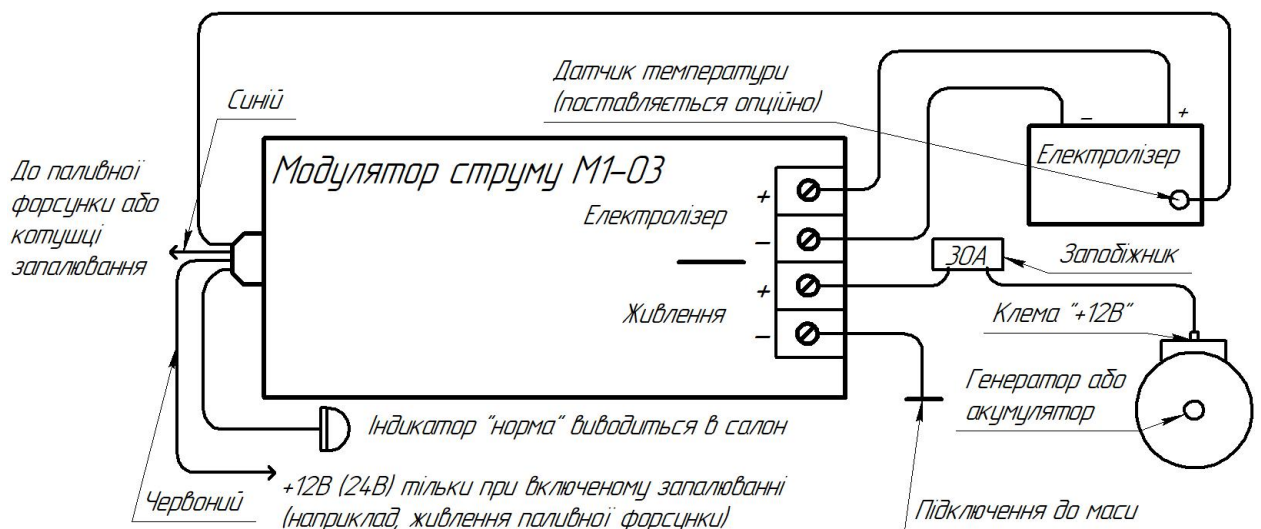 Синій
Датчик температури
(поставляється опційно)
До паливної
форсунки або
котушці
запалювання
Модулятор струму М1-03
Електролізер
+
−
Живлення
+
−
− +
Електролізер
30А
Запобіжник
Клема "+12В"
Генератор або
акумулятор
Індикатор "норма" виводиться в салон
Червоний
+12В (24В) тільки при включеному запалюванні
(наприклад, живлення паливної форсунки)
Підключення до маси